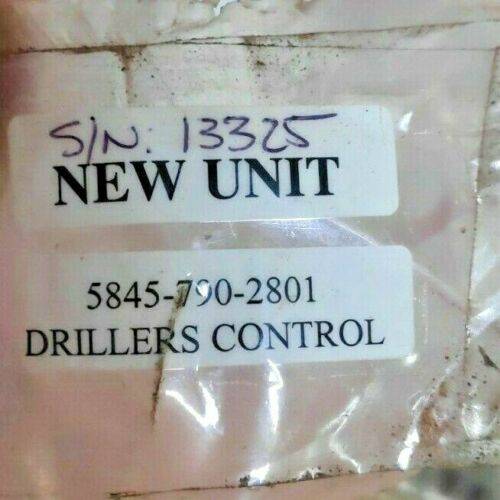 S/N: 13325
NEW UNIT
5845-790-2801
DRILLERS CONTROL